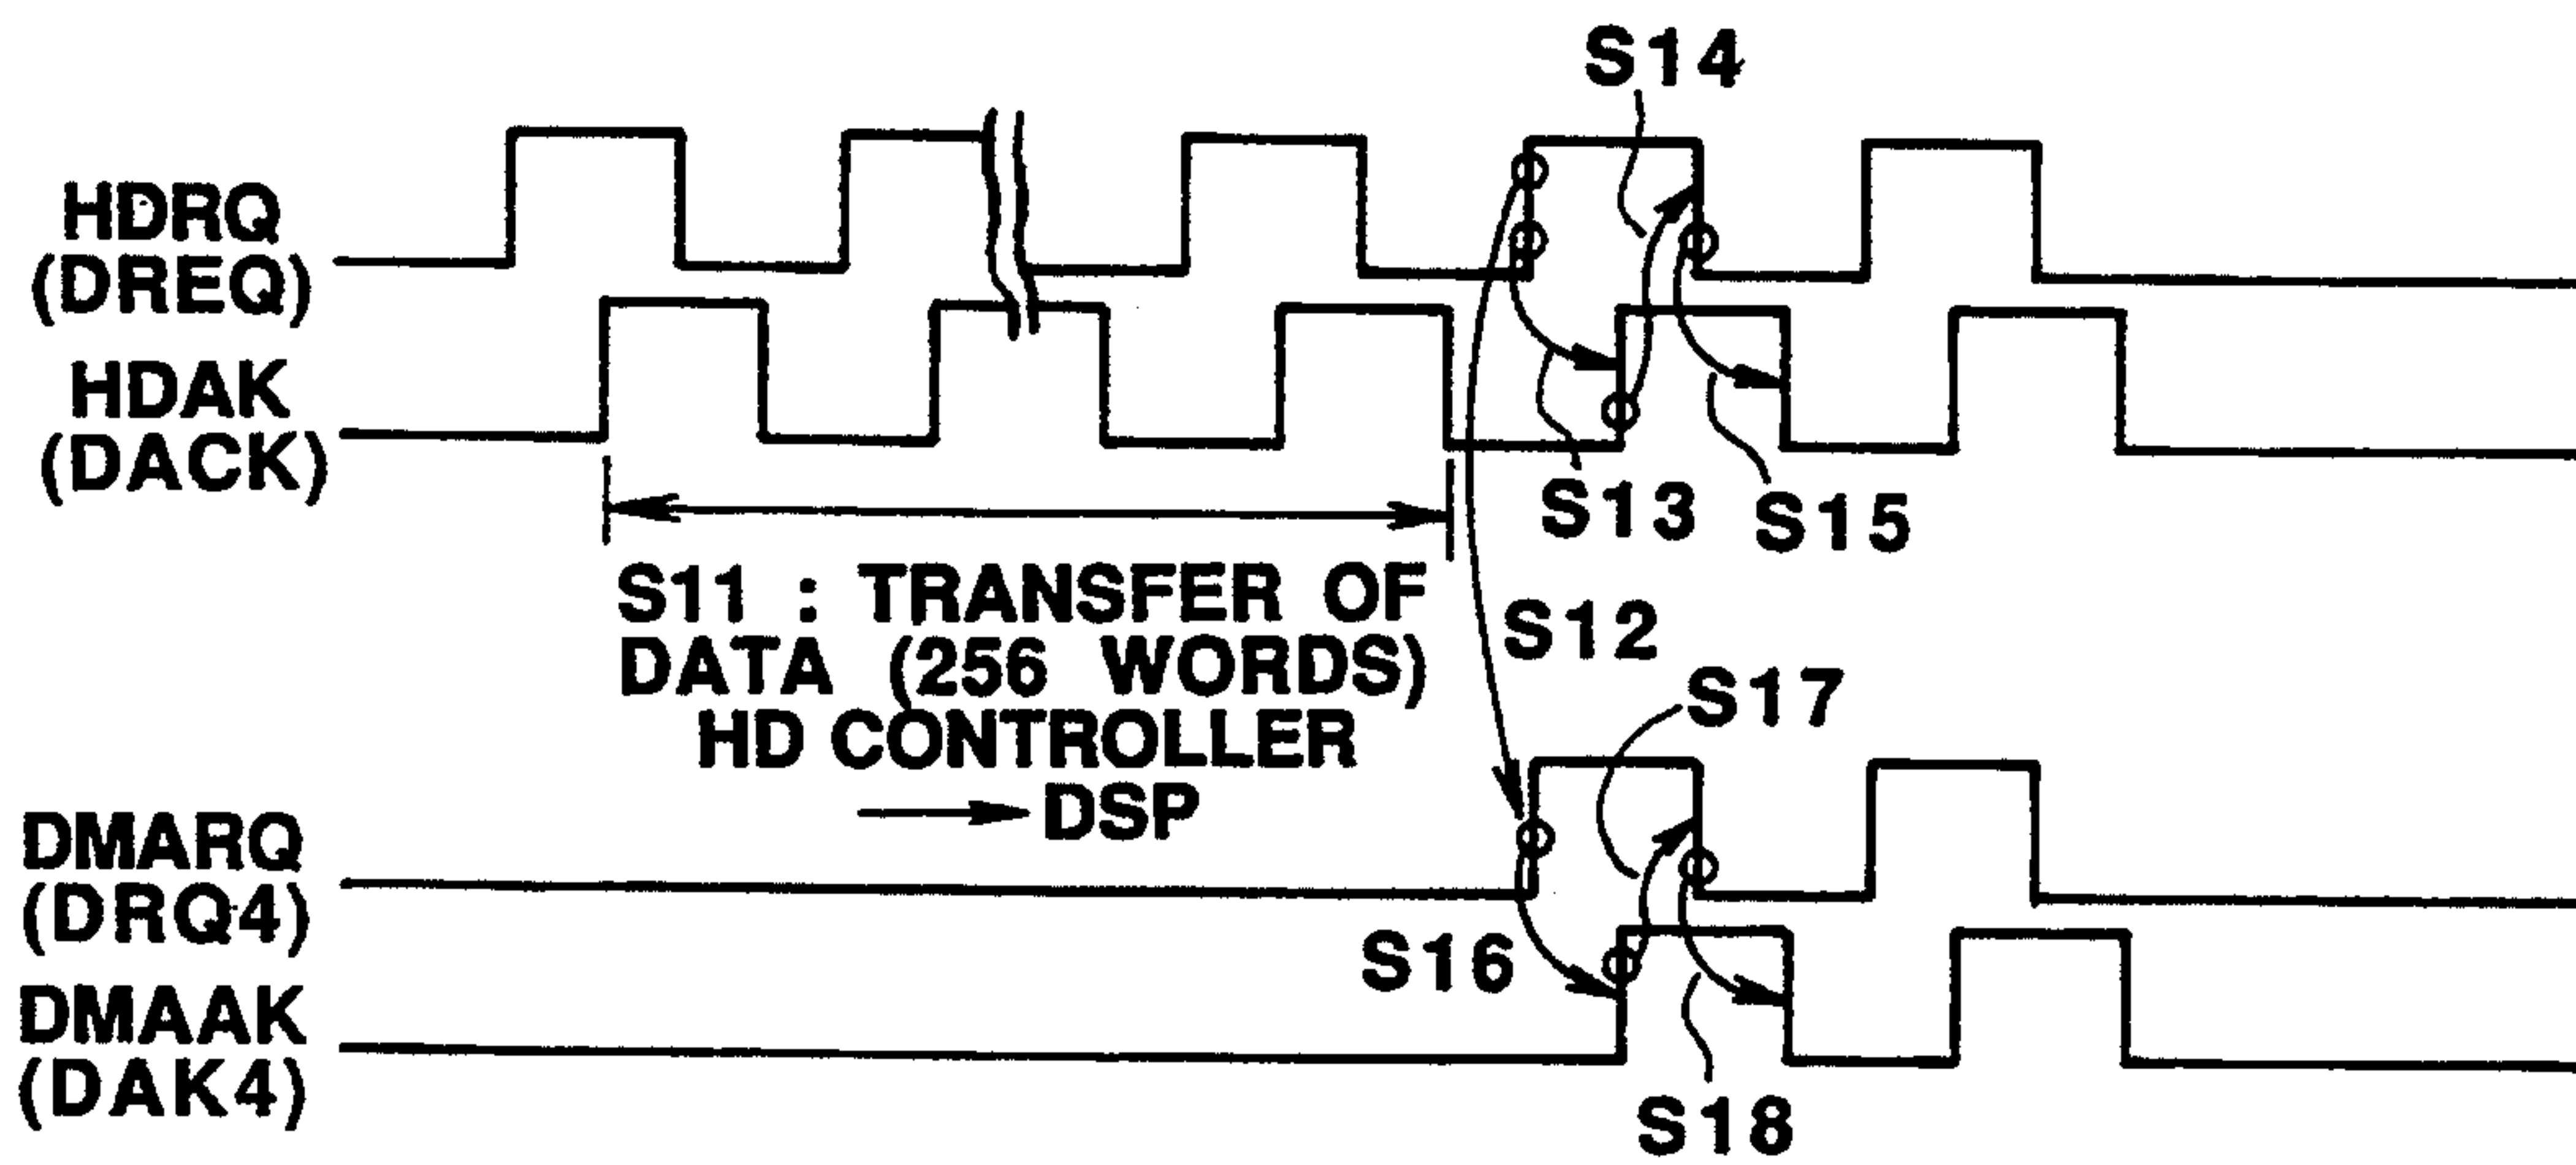 S14
HDRQ
(DREQ)
HDAK
(DACK)
S13
S15
S11 : TRANSFER OF
DATA (256 WORDS)
HD CONTROLLER
→ DSP
S12
S17
DMARQ
(DRQ4)
S16
DMAAK
(DAK4)
S18